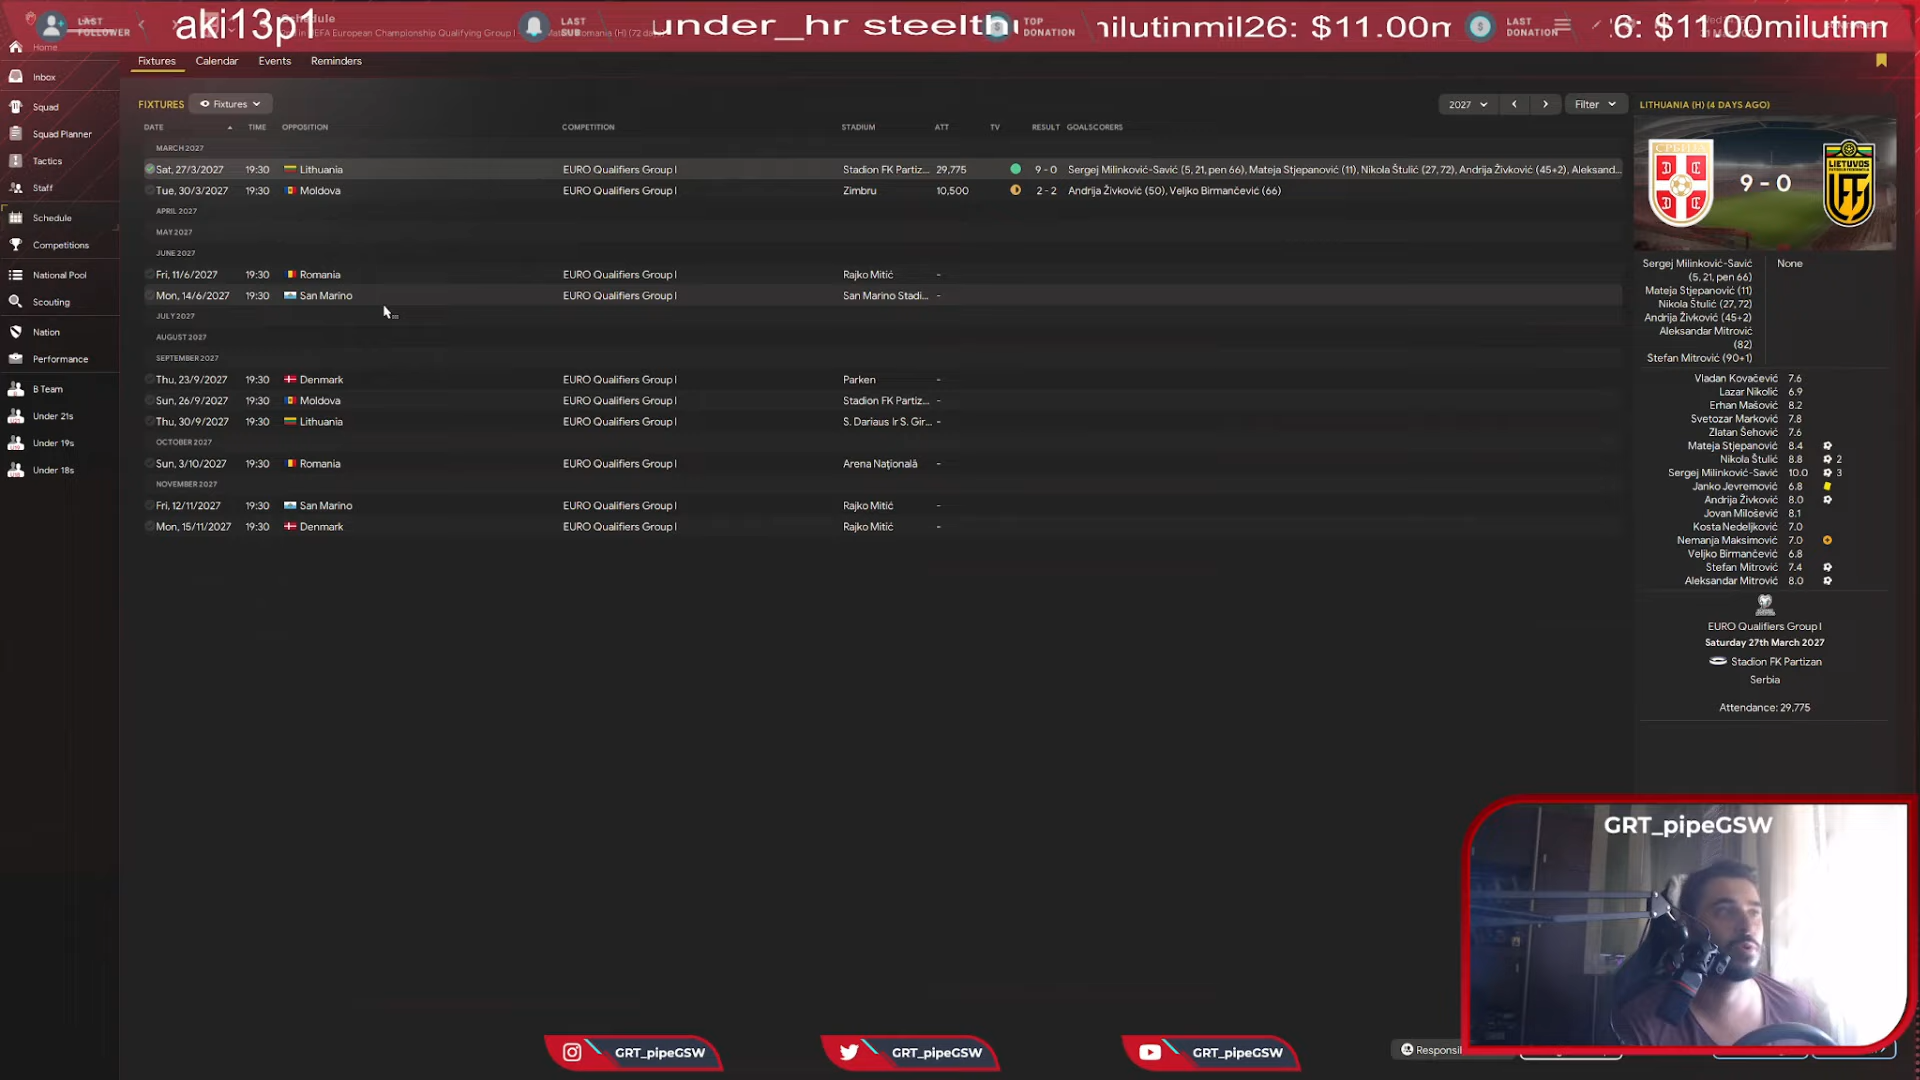 LAST FOLLOWER
aki13p1
Schedule
LAST SUB
under_hr steelthu
TOP DONATION
milutinmil26: $11.00m
LAST DONATION
6: $11.00milutinm
Home
Inbox
Squad
Squad Planner
Tactics
Staff
Schedule
Competitions
National Pool
Scouting
Nation
Performance
B Team
Under 21s
Under 19s
Under 18s
Fixtures Calendar Events Reminders
FIXTURES Fixtures 2027 Filter
DATE TIME OPPOSITION COMPETITION STADIUM ATT TV RESULT GOALSCORERS
MARCH 2027
Sat, 27/3/2027 19:30 Lithuania EURO Qualifiers Group I Stadion FK Partiz... 29,775 9 - 0 Sergej Milinković-Savić (5, 21, pen 66), Mateja Stjepanović (11), Nikola Štulić (27, 72), Andrija Živković (45+2), Aleksand...
Tue, 30/3/2027 19:30 Moldova EURO Qualifiers Group I Zimbru 10,500 2 - 2 Andrija Živković (50), Veljko Birmančević (66)
APRIL 2027
MAY 2027
JUNE 2027
Fri, 11/6/2027 19:30 Romania EURO Qualifiers Group I Rajko Mitić -
Mon, 14/6/2027 19:30 San Marino EURO Qualifiers Group I San Marino Stadi... -
JULY 2027
AUGUST 2027
SEPTEMBER 2027
Thu, 23/9/2027 19:30 Denmark EURO Qualifiers Group I Parken -
Sun, 26/9/2027 19:30 Moldova EURO Qualifiers Group I Stadion FK Partiz... -
Thu, 30/9/2027 19:30 Lithuania EURO Qualifiers Group I S. Dariaus Ir S. Gir... -
OCTOBER 2027
Sun, 3/10/2027 19:30 Romania EURO Qualifiers Group I Arena Națională -
NOVEMBER 2027
Fri, 12/11/2027 19:30 San Marino EURO Qualifiers Group I Rajko Mitić -
Mon, 15/11/2027 19:30 Denmark EURO Qualifiers Group I Rajko Mitić -
LITHUANIA (H) (4 DAYS AGO)
СРБИЈА
9 - 0
LIETUVOS
Sergej Milinković-Savić
(5, 21, pen 66)
Mateja Stjepanović (11)
Nikola Štulić (27, 72)
Andrija Živković (45+2)
Aleksandar Mitrović
(82)
Stefan Mitrović (90+1)
None
Vladan Kovačević 7.6
Lazar Nikolić 6.9
Erhan Mašović 8.2
Svetozar Marković 7.8
Zlatan Šehović 7.6
Mateja Stjepanović 8.4
Nikola Štulić 8.8 2
Sergej Milinković-Savić 10.0 3
Janko Jevremović 6.8
Andrija Živković 8.0
Jovan Milošević 8.1
Kosta Nedeljković 7.0
Nemanja Maksimović 7.0
Veljko Birmančević 6.8
Stefan Mitrović 7.4
Aleksandar Mitrović 8.0
EURO Qualifiers Group I
Saturday 27th March 2027
Stadion FK Partizan
Serbia
Attendance: 29,775
GRT_pipeGSW
GRT_pipeGSW
GRT_pipeGSW
GRT_pipeGSW
Responsi